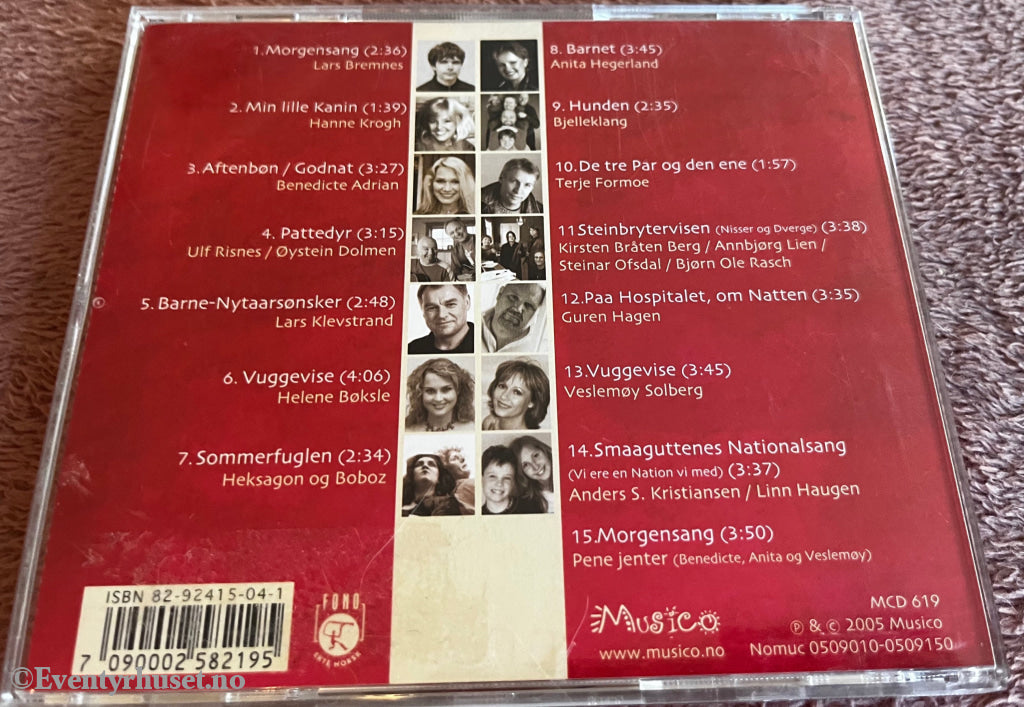 1.Morgensang (2:36)
Lars Bremnes
2. Min lille Kanin (1:39)
Hanne Krogh
3. Aftenbøn / Godnat (3:27)
Benedicte Adrian
4. Pattedyr (3:15)
Ulf Risnes / Øystein Dolmen
5. Barne-Nytaarsønsker (2:48)
Lars Klevstrand
6. Vuggevise (4:06)
Helene Bøksle
7. Sommerfuglen (2:34)
Heksagon og Boboz
8. Barnet (3:45)
Anita Hegerland
9. Hunden (2:35)
Bjelleklang
10. De tre Par og den ene (1:57)
Terje Formoe
11 Steinbrytervisen (Nisser og Dverge) (3:38)
Kirsten Bråten Berg / Annbjørg Lien /
Steinar Ofsdal / Bjørn Ole Rasch
12. Paa Hospitalet, om Natten (3:35)
Guren Hagen
13. Vuggevise (3:45)
Veslemøy Solberg
14. Smaaguttenes Nationalsang
(Vi ere en Nation vi med) (3:37)
Anders S. Kristiansen / Linn Haugen
15. Morgensang (3:50)
Pene jenter (Benedicte, Anita og Veslemøy)
ISBN 82-92415-04-1
7 090002 582195
FONO
EKTE NORSK
Musico
www.musico.no
MCD 619
℗ & © 2005 Musico
Nomuc 0509010-0509150
©Eventyrhuset.no